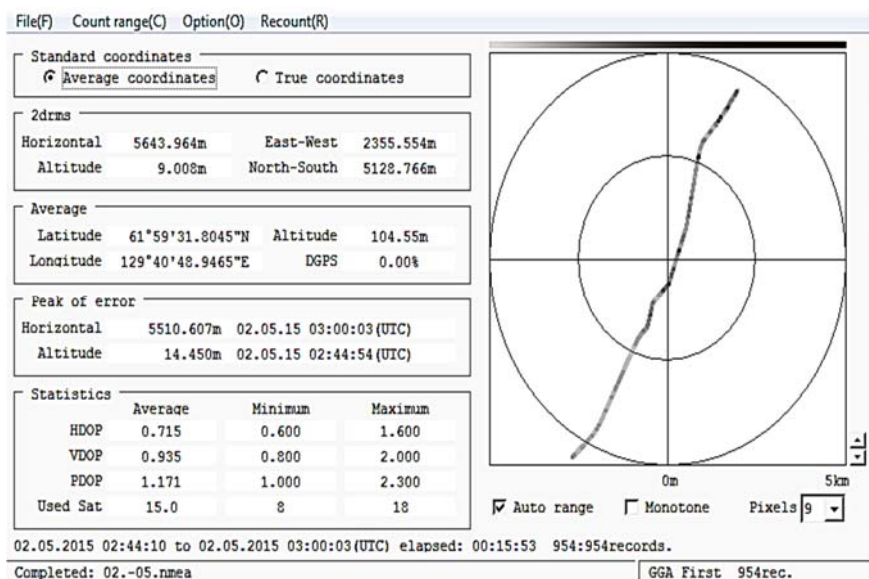 File(F) Count range(C) Option(O) Recount(R)
Standard coordinates
Average coordinates True coordinates
2drms
Horizontal 5643.964m East-West 2355.554m
Altitude 9.008m North-South 5128.766m
Average
Latitude 61°59'31.8045"N Altitude 104.55m
Longitude 129°40'48.9465"E DGPS 0.00%
Peak of error
Horizontal 5510.607m 02.05.15 03:00:03(UTC)
Altitude 14.450m 02.05.15 02:44:54(UTC)
Statistics
Average Minimum Maximum
HDOP 0.715 0.600 1.600
VDOP 0.935 0.800 2.000
PDOP 1.171 1.000 2.300
Used Sat 15.0 8 18
0m 5km
Auto range Monotone Pixels 9
02.05.2015 02:44:10 to 02.05.2015 03:00:03(UTC) elapsed: 00:15:53 954:954records.
Completed: 02.-05.nmea GGA First 954rec.